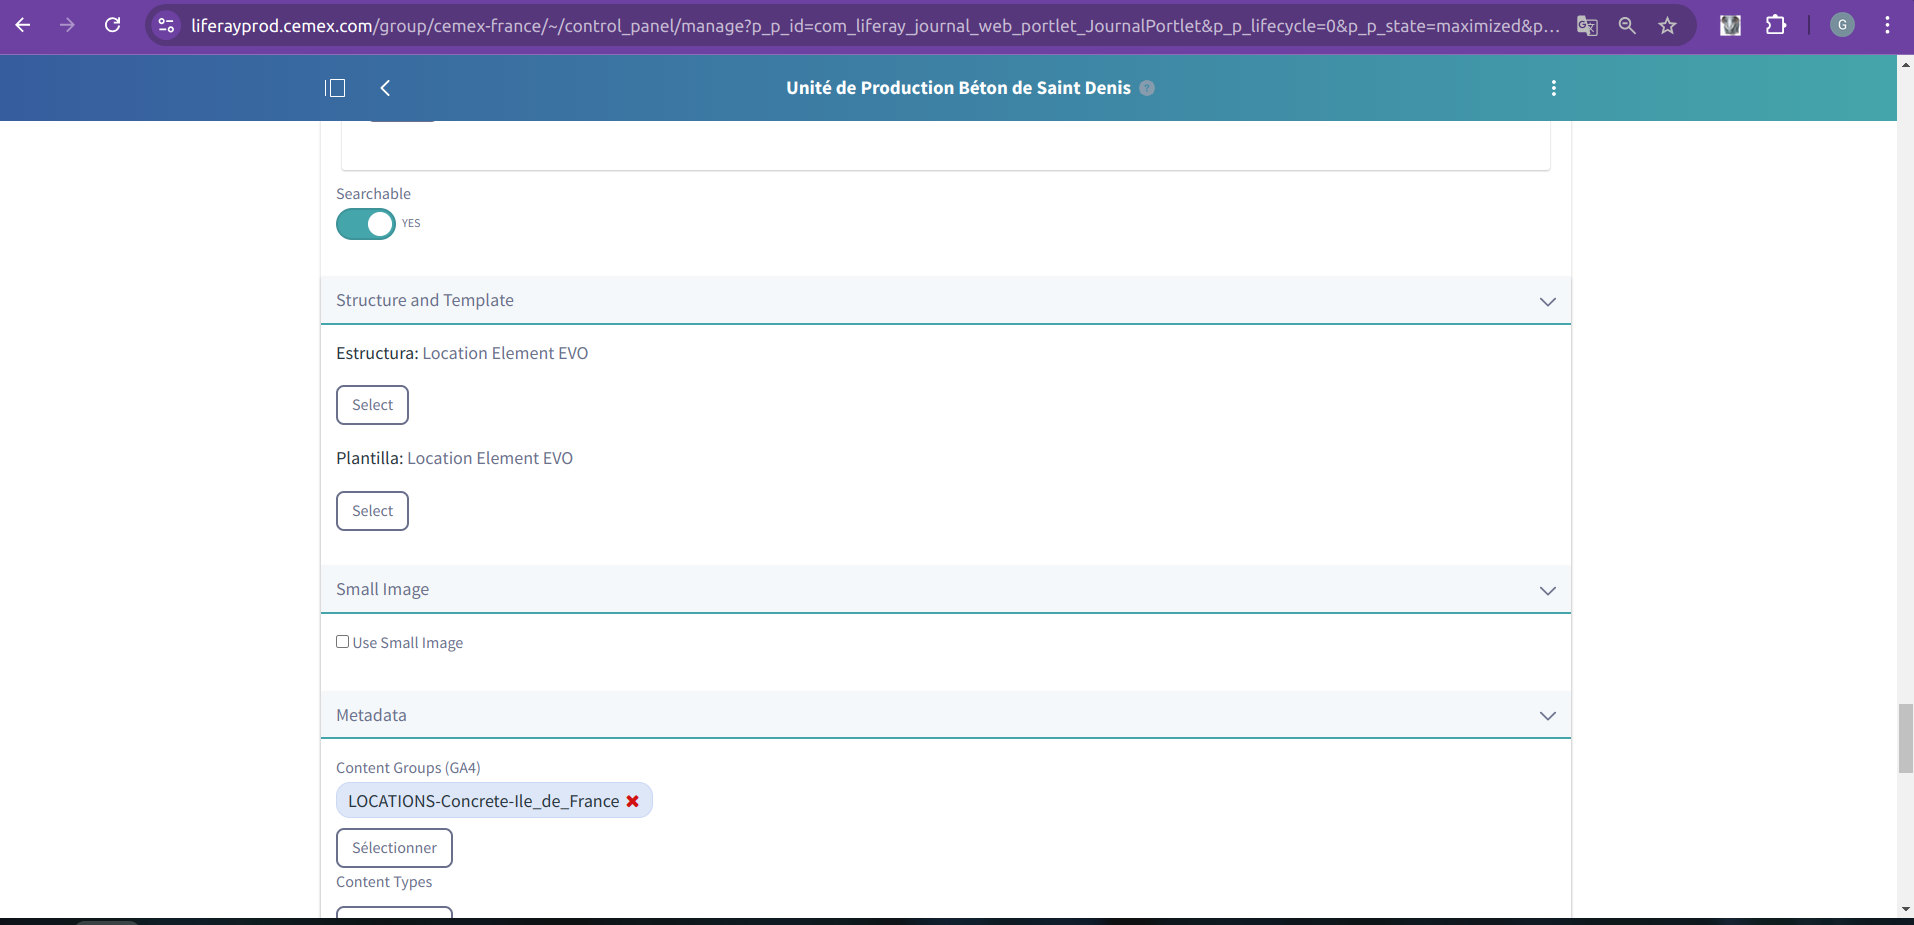 liferayprod.cemex.com/group/cemex-france/~/control_panel/manage?p_p_id=com_liferay_journal_web_portlet_JournalPortlet&p_p_lifecycle=0&p_p_state=maximized&p...
G
Unité de Production Béton de Saint Denis ?
Searchable
YES
Structure and Template
Estructura: Location Element EVO
Select
Plantilla: Location Element EVO
Select
Small Image
Use Small Image
Metadata
Content Groups (GA4)
LOCATIONS-Concrete-Ile_de_France
Sélectionner
Content Types